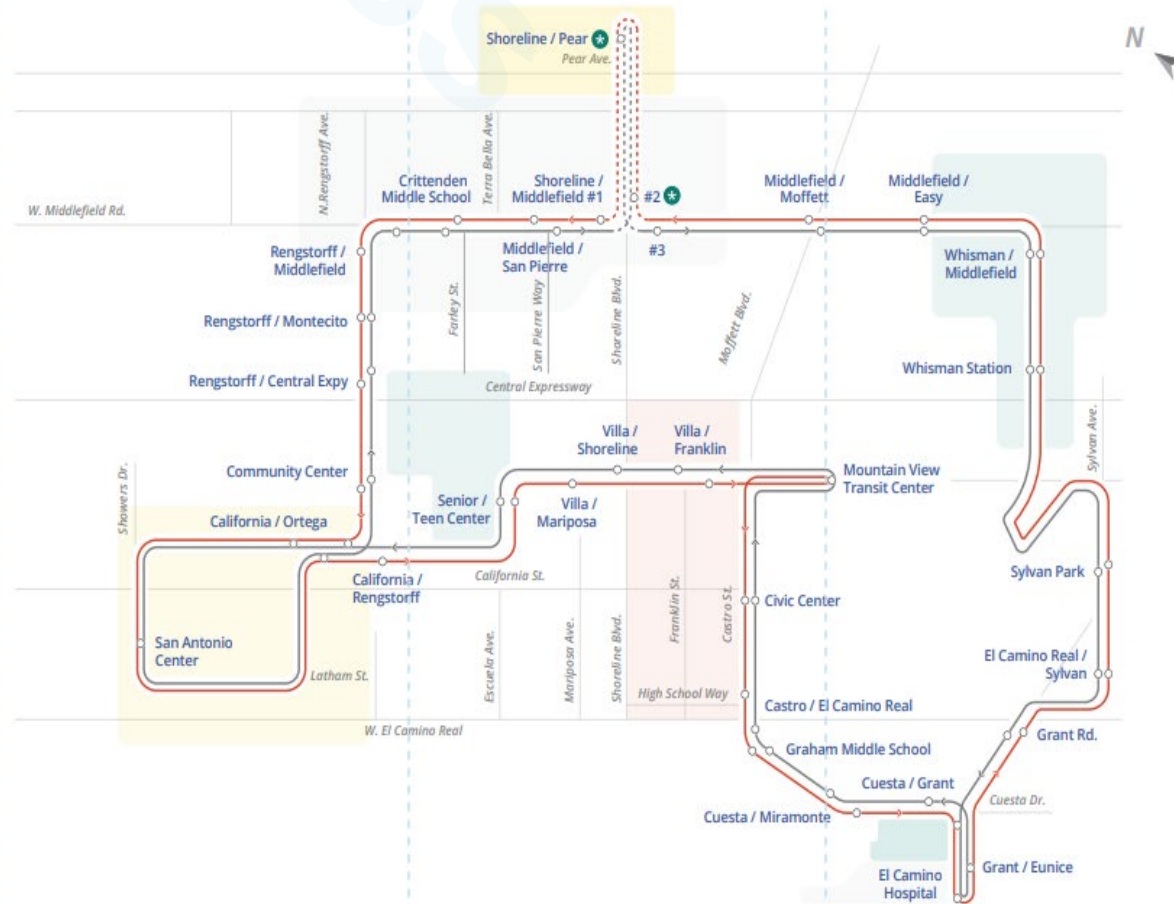 N
Shoreline / Pear *
Pear Ave.
N.Rengstorff Ave.
Terra Bella Ave.
Crittenden
Middle School
Shoreline /
Middlefield #1
#2 *
Middlefield /
Moffett
Middlefield /
Easy
W. Middlefield Rd.
Rengstorff /
Middlefield
Middlefield /
San Pierre
#3
Whisman /
Middlefield
Farley St.
San Pierre Way
Shoreline Blvd.
Moffett Blvd.
Rengstorff / Montecito
Rengstorff / Central Expy
Central Expressway
Whisman Station
Sylvan Ave.
Villa /
Shoreline
Villa /
Franklin
Community Center
Mountain View
Transit Center
Showers Dr.
Senior /
Teen Center
Villa /
Mariposa
California / Ortega
California /
Rengstorff
California St.
Sylvan Park
Civic Center
San Antonio
Center
Latham St.
Escuela Ave.
Mariposa Ave.
Shoreline Blvd.
Franklin St.
Castro St.
El Camino Real /
Sylvan
High School Way
Castro / El Camino Real
W. El Camino Real
Grant Rd.
Graham Middle School
Cuesta / Grant
Cuesta Dr.
Cuesta / Miramonte
El Camino
Hospital
Grant / Eunice